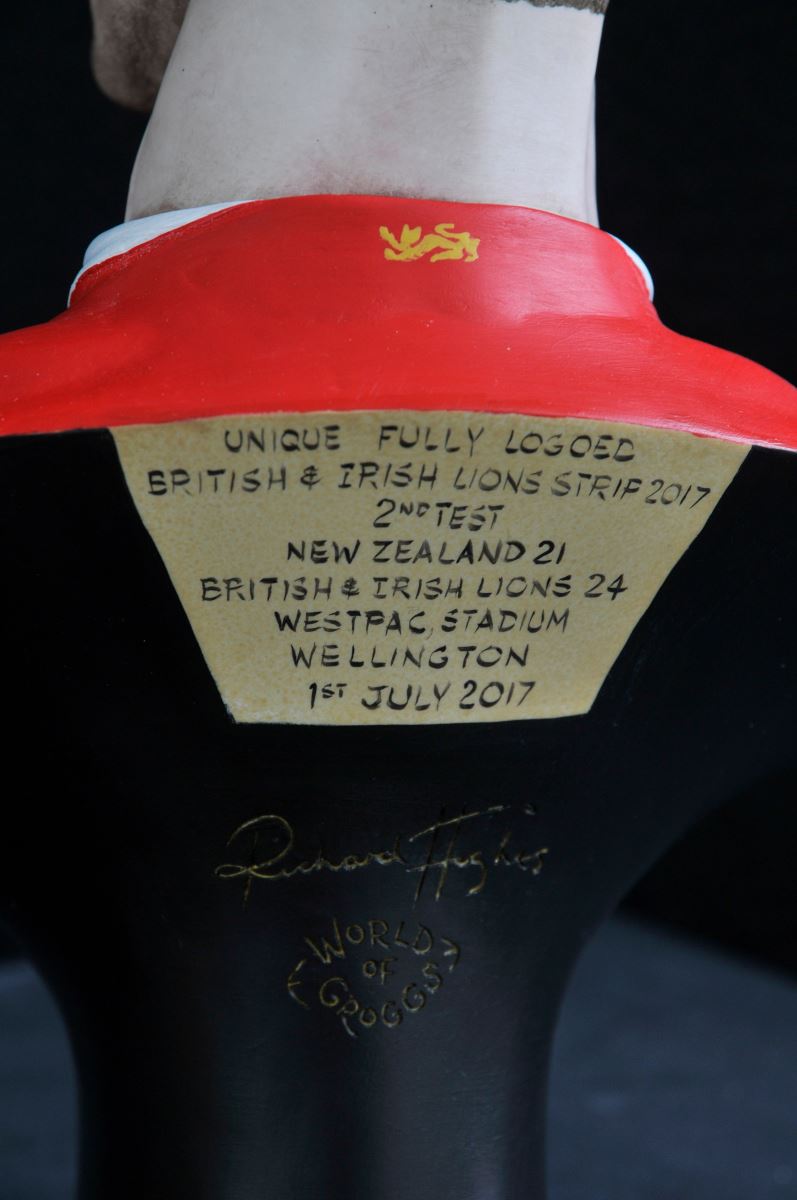 UNIQUE FULLY LOGOED
BRITISH & IRISH LIONS STRIP 2017
2ND TEST
NEW ZEALAND 21
BRITISH & IRISH LIONS 24
WESTPAC, STADIUM
WELLINGTON
1ST JULY 2017
Richard Hughes
WORLD
OF
GROGGS